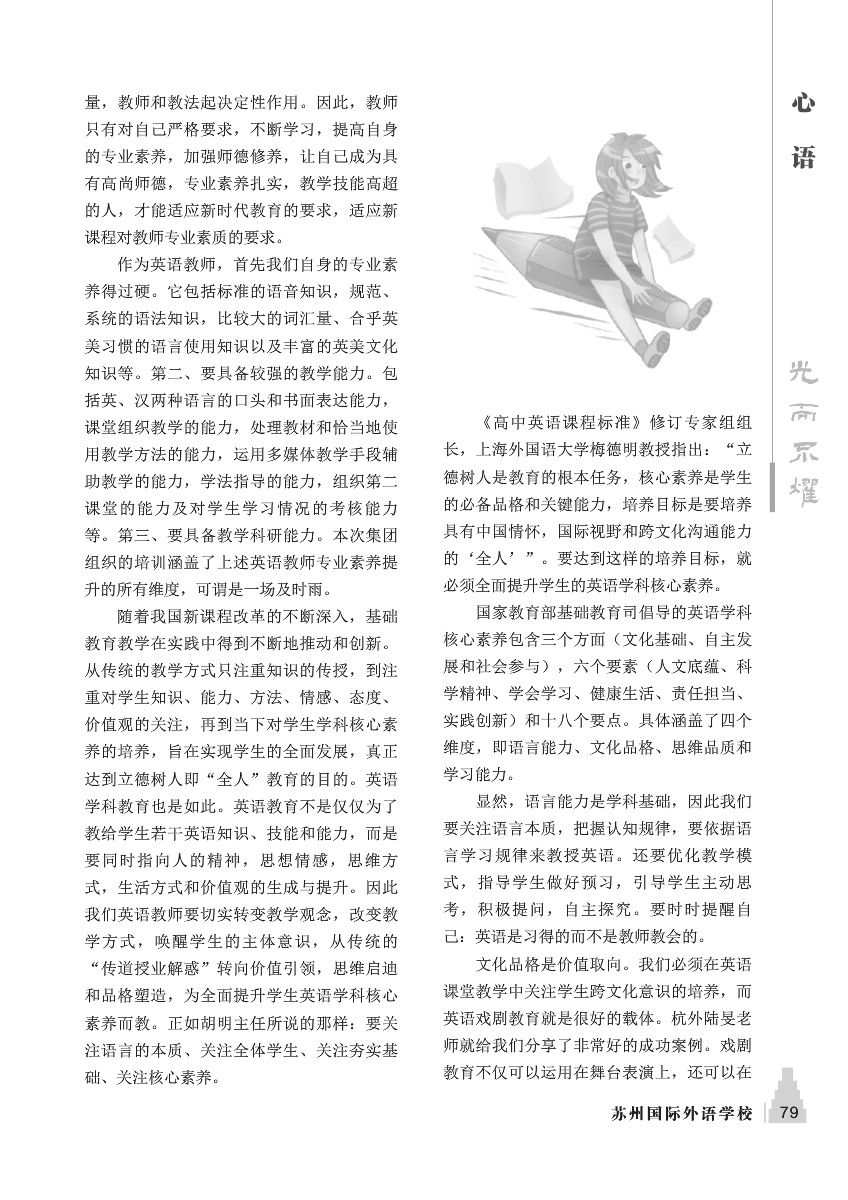 量，教师和教法起决定性作用。因此，教师
只有对自己严格要求，不断学习，提高自身
的专业素养，加强师德修养，让自己成为具
有高尚师德，专业素养扎实，教学技能高超
的人，才能适应新时代教育的要求，适应新
课程对教师专业素质的要求。
作为英语教师，首先我们自身的专业素
养得过硬。它包括标准的语音知识，规范、
系统的语法知识，比较大的词汇量、合乎英
美习惯的语言使用知识以及丰富的英美文化
知识等。第二、要具备较强的教学能力。包
括英、汉两种语言的口头和书面表达能力，
课堂组织教学的能力，处理教材和恰当地使
用教学方法的能力，运用多媒体教学手段辅
助教学的能力，学法指导的能力，组织第二
课堂的能力及对学生学习情况的考核能力
等。第三、要具备教学科研能力。本次集团
组织的培训涵盖了上述英语教师专业素养提
升的所有维度，可谓是一场及时雨。
随着我国新课程改革的不断深入，基础
教育教学在实践中得到不断地推动和创新。
从传统的教学方式只注重知识的传授，到注
重对学生知识、能力、方法、情感、态度、
价值观的关注，再到当下对学生学科核心素
养的培养，旨在实现学生的全面发展，真正
达到立德树人即“全人”教育的目的。英语
学科教育也是如此。英语教育不是仅仅为了
教给学生若干英语知识、技能和能力，而是
要同时指向人的精神，思想情感，思维方
式，生活方式和价值观的生成与提升。因此
我们英语教师要切实转变教学观念，改变教
学方式，唤醒学生的主体意识，从传统的
“传道授业解惑”转向价值引领，思维启迪
和品格塑造，为全面提升学生英语学科核心
素养而教。正如胡明主任所说的那样：要关
注语言的本质、关注全体学生、关注夯实基
础、关注核心素养。
《高中英语课程标准》修订专家组组
长，上海外国语大学梅德明教授指出：“立
德树人是教育的根本任务，核心素养是学生
的必备品格和关键能力，培养目标是要培养
具有中国情怀，国际视野和跨文化沟通能力
的‘全人’”。要达到这样的培养目标，就
必须全面提升学生的英语学科核心素养。
国家教育部基础教育司倡导的英语学科
核心素养包含三个方面（文化基础、自主发
展和社会参与），六个要素（人文底蕴、科
学精神、学会学习、健康生活、责任担当、
实践创新）和十八个要点。具体涵盖了四个
维度，即语言能力、文化品格、思维品质和
学习能力。
显然，语言能力是学科基础，因此我们
要关注语言本质，把握认知规律，要依据语
言学习规律来教授英语。还要优化教学模
式，指导学生做好预习，引导学生主动思
考，积极提问，自主探究。要时时提醒自
己：英语是习得的而不是教师教会的。
文化品格是价值取向。我们必须在英语
课堂教学中关注学生跨文化意识的培养，而
英语戏剧教育就是很好的载体。杭外陆旻老
师就给我们分享了非常好的成功案例。戏剧
教育不仅可以运用在舞台表演上，还可以在
心语
光而不耀
苏州国际外语学校
79